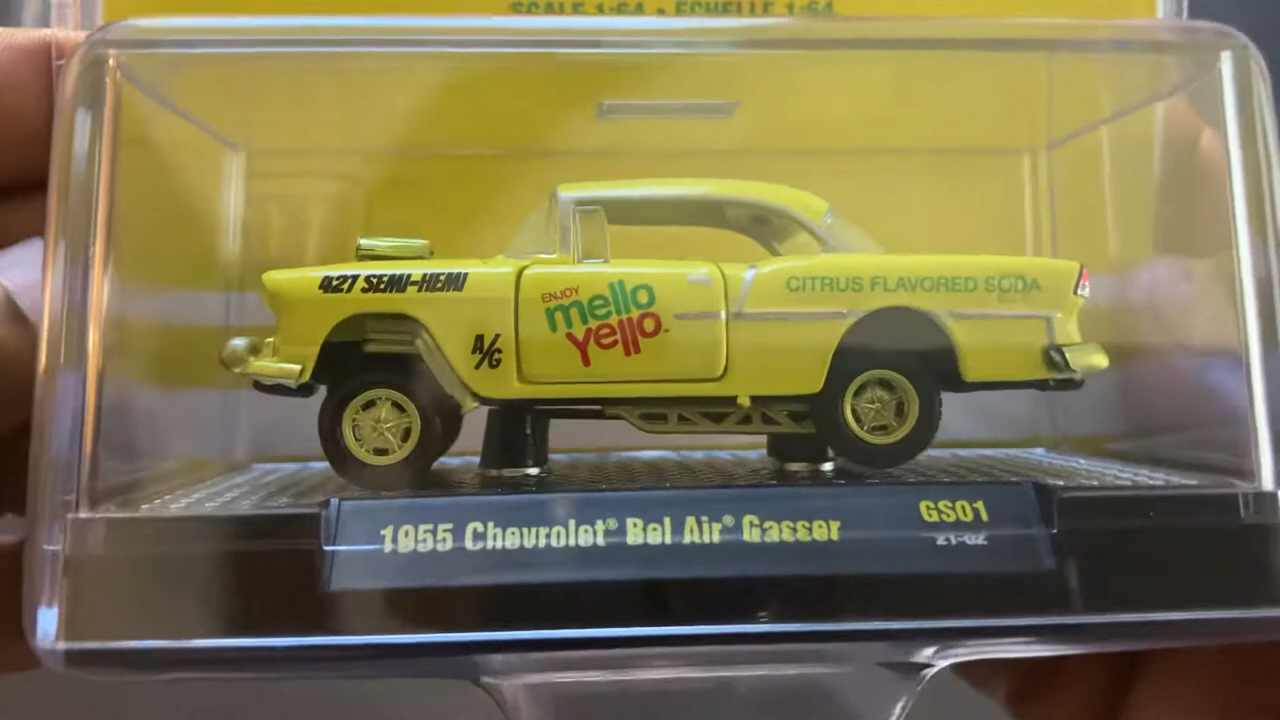 SCALE 1:64 • ECHELLE 1:64
427 SEMI-HEMI
A/G
ENJOY
mello
yello™
CITRUS FLAVORED SODA
1955 Chevrolet® Bel Air® Gasser
GS01
21-02